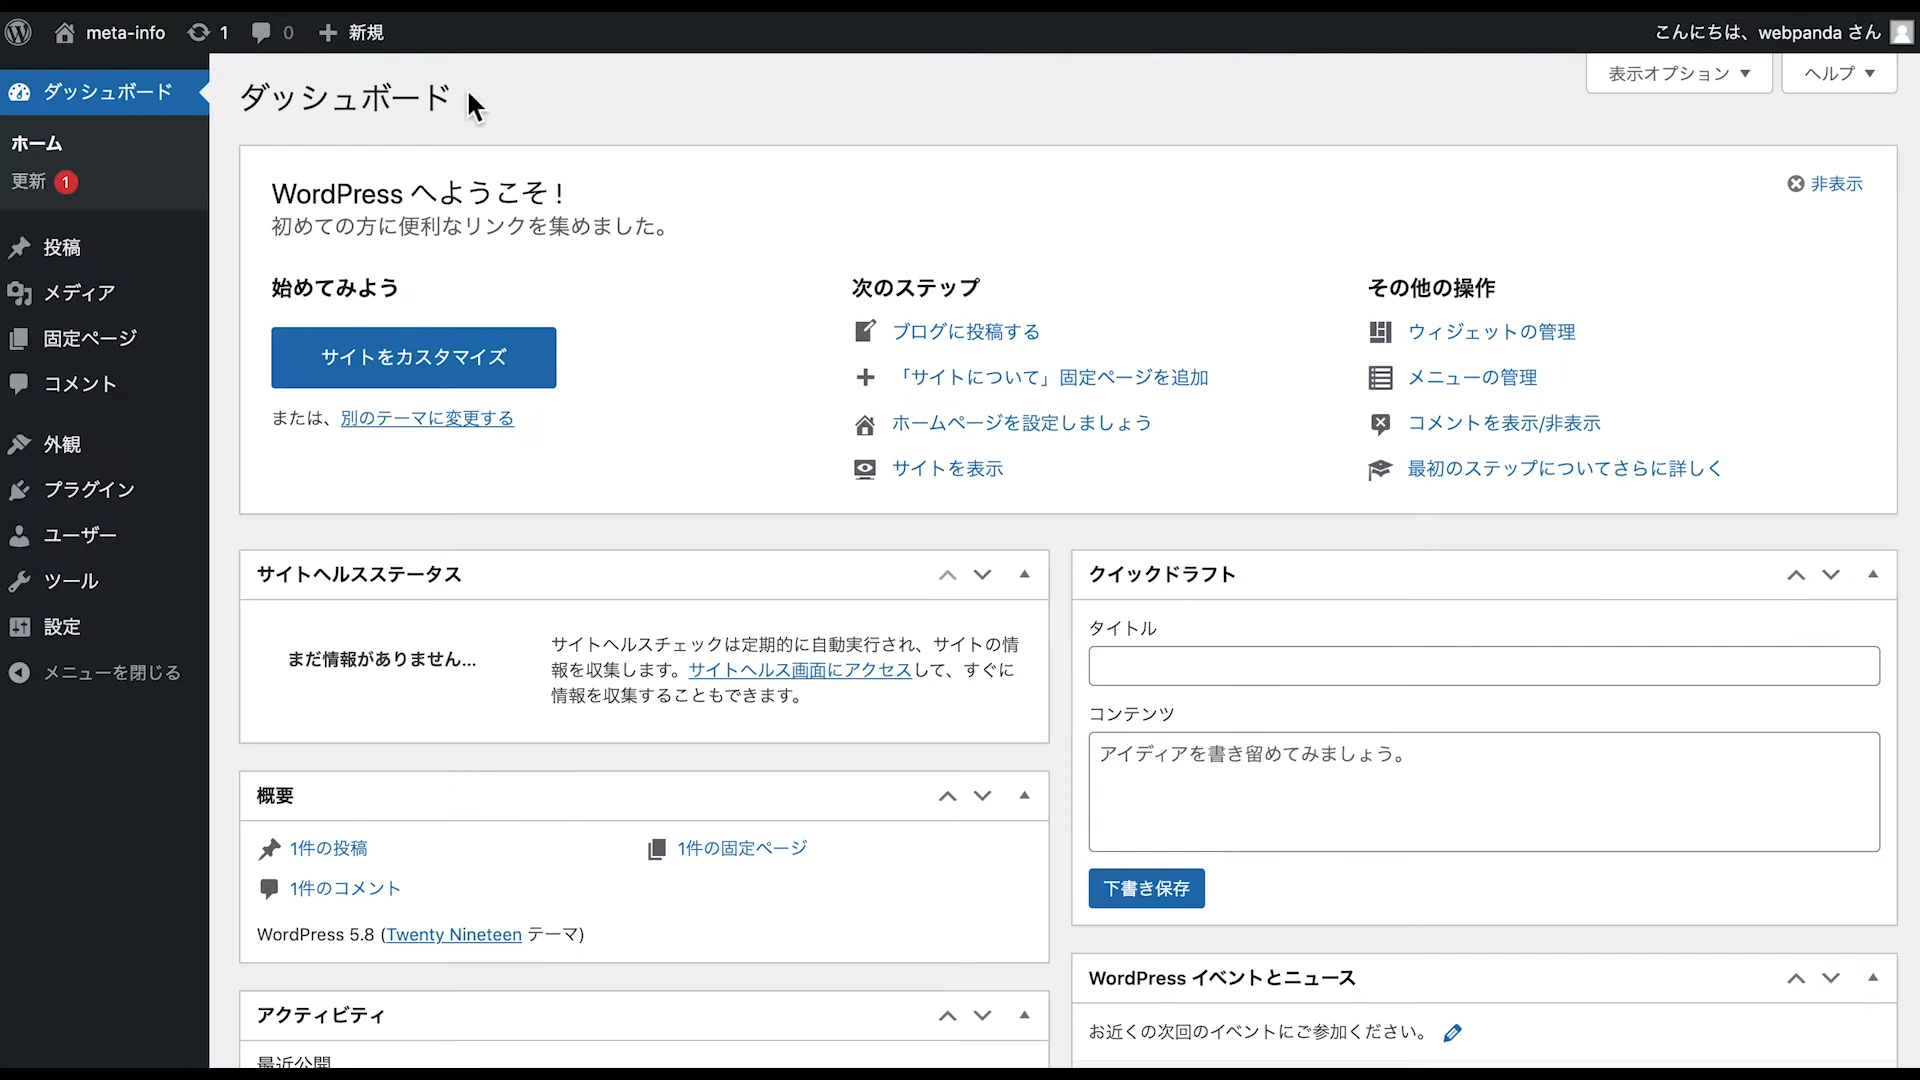 meta-info 1 0 新規
こんにちは、webpanda さん
ダッシュボード
ホーム
更新 1
投稿
メディア
固定ページ
コメント
外観
プラグイン
ユーザー
ツール
設定
メニューを閉じる
表示オプション ▼
ヘルプ ▼
ダッシュボード
WordPress へようこそ !
非表示
初めての方に便利なリンクを集めました。
始めてみよう
サイトをカスタマイズ
または、別のテーマに変更する
次のステップ
ブログに投稿する
「サイトについて」固定ページを追加
ホームページを設定しましょう
サイトを表示
その他の操作
ウィジェットの管理
メニューの管理
コメントを表示/非表示
最初のステップについてさらに詳しく
サイトヘルスステータス
まだ情報がありません...
サイトヘルスチェックは定期的に自動実行され、サイトの情
報を収集します。サイトヘルス画面にアクセスして、すぐに
情報を収集することもできます。
概要
1件の投稿
1件の固定ページ
1件のコメント
WordPress 5.8 (Twenty Nineteen テーマ)
アクティビティ
最近公開
クイックドラフト
タイトル
コンテンツ
アイディアを書き留めてみましょう。
下書き保存
WordPress イベントとニュース
お近くの次回のイベントにご参加ください。